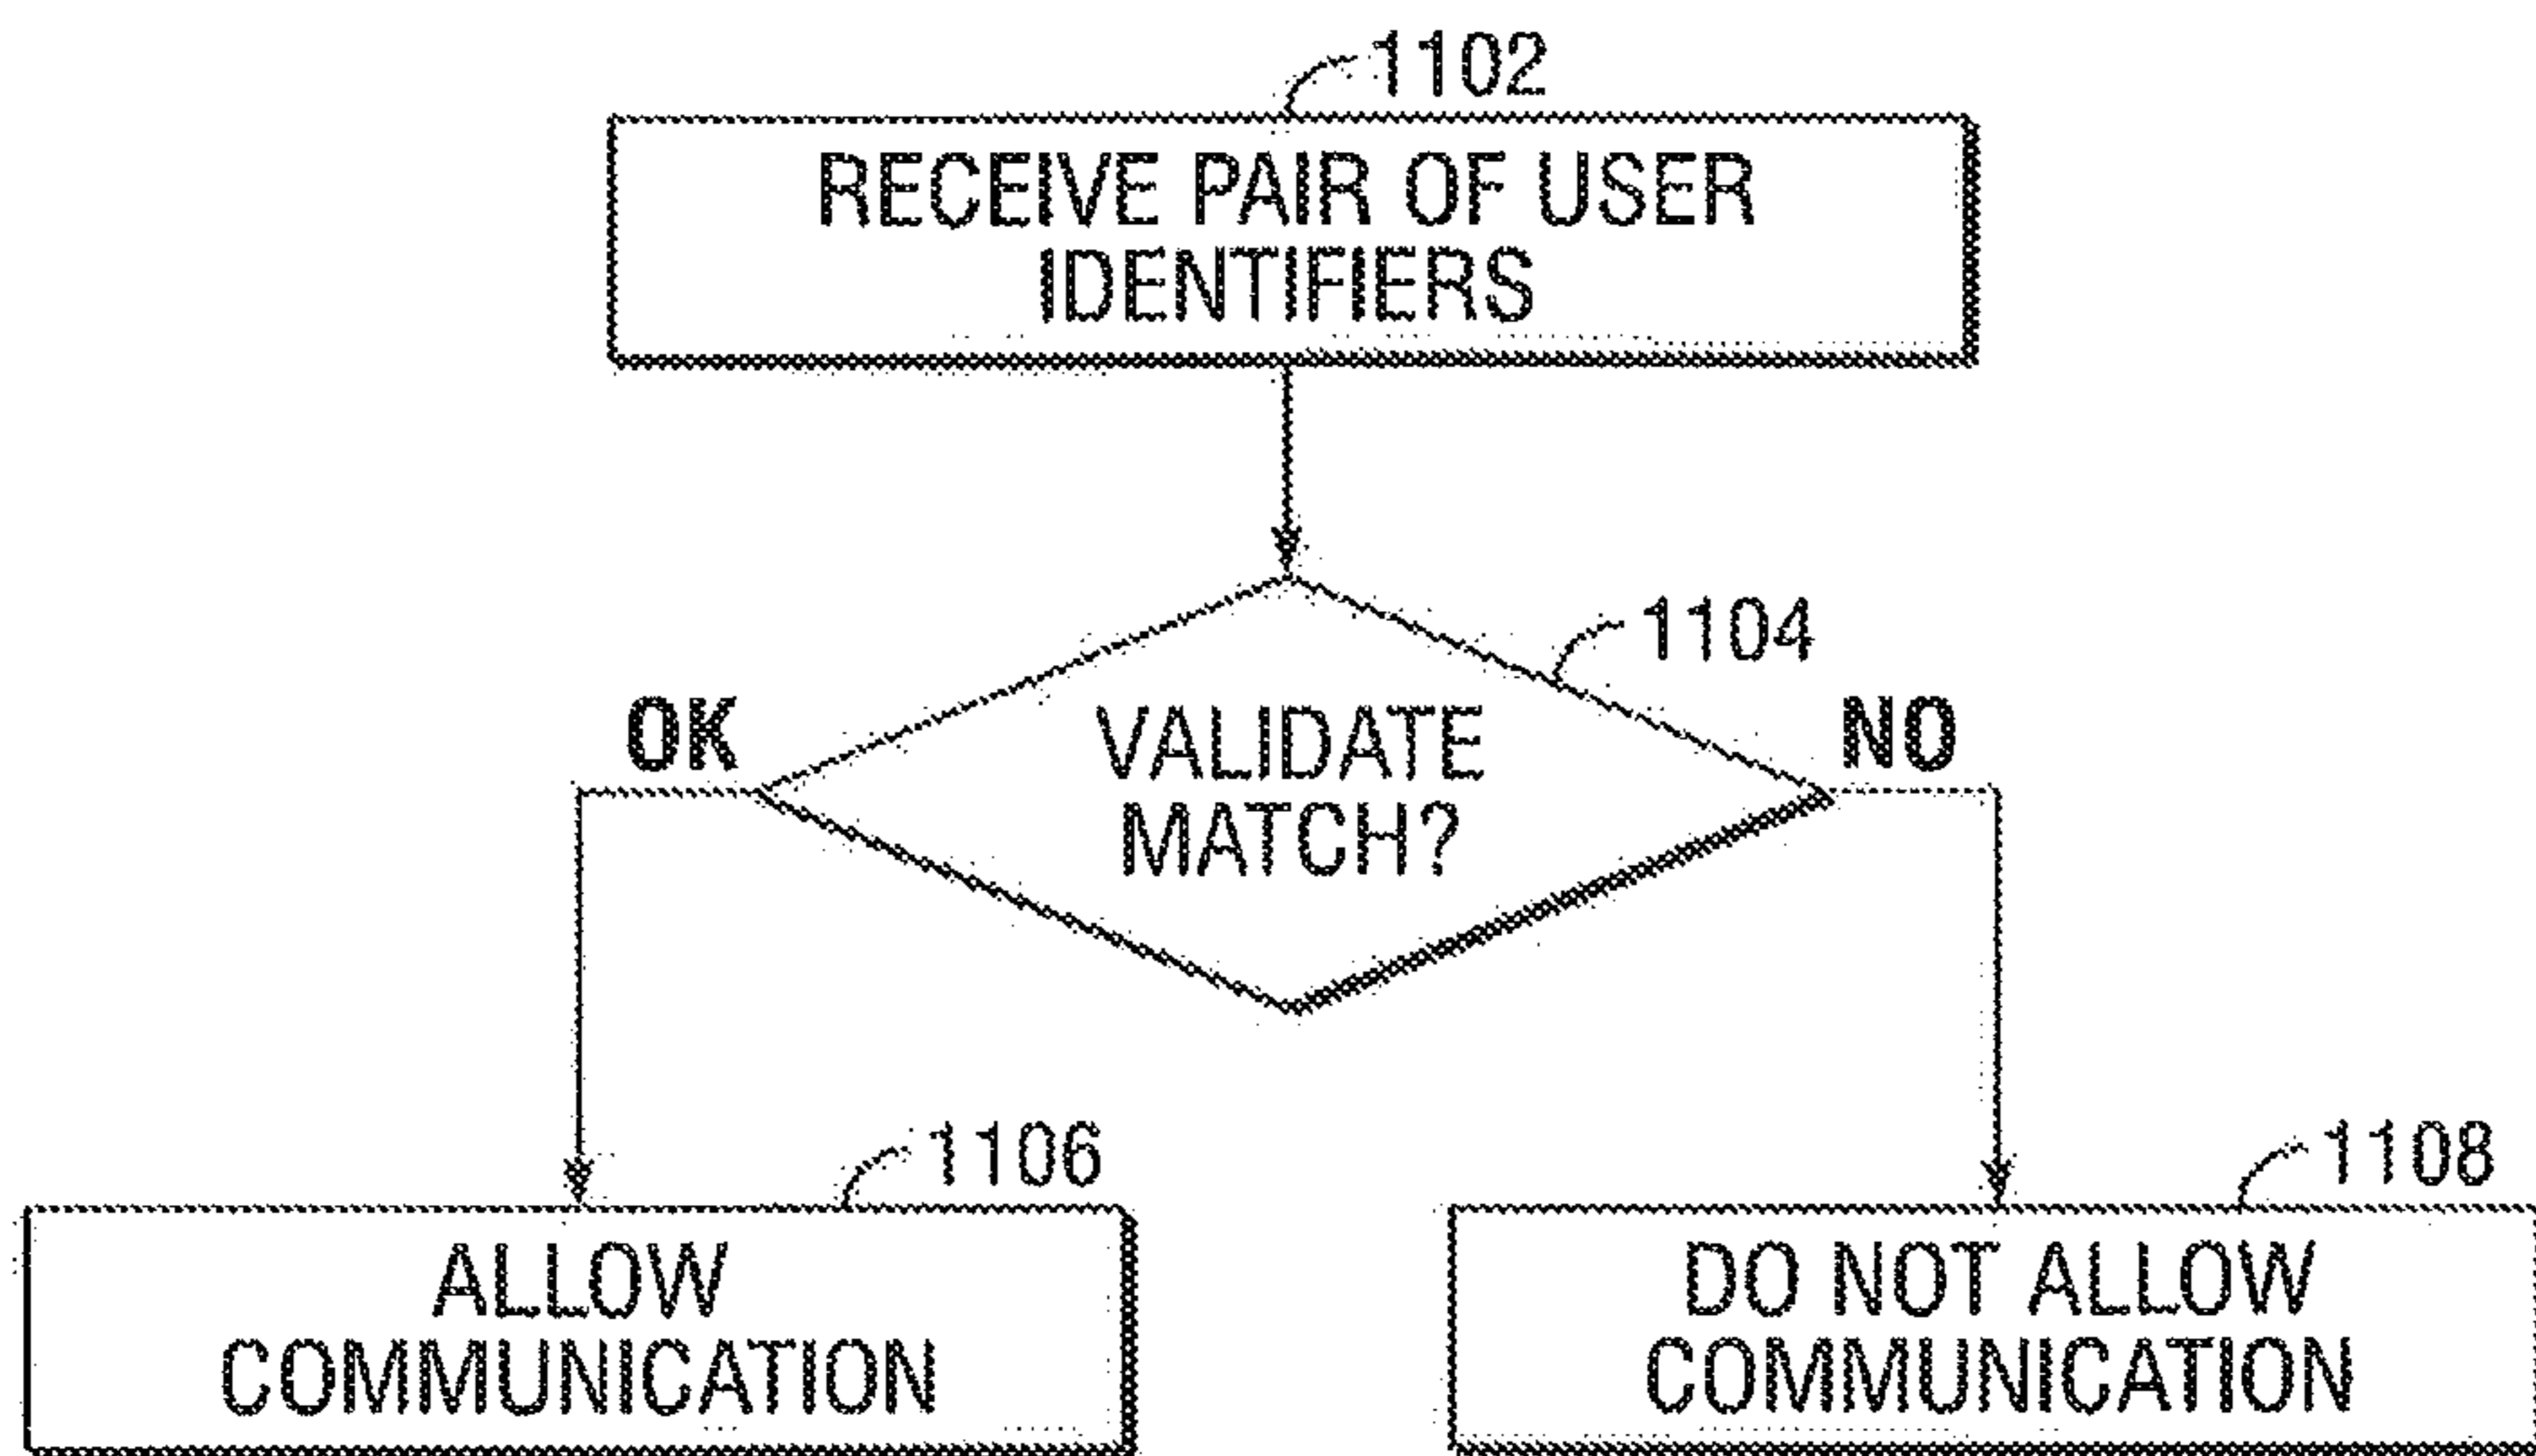 1102
RECEIVE PAIR OF USER
IDENTIFIERS
1104
OK
NO
VALIDATE
MATCH?
1106
1108
ALLOW
COMMUNICATION
DO NOT ALLOW
COMMUNICATION